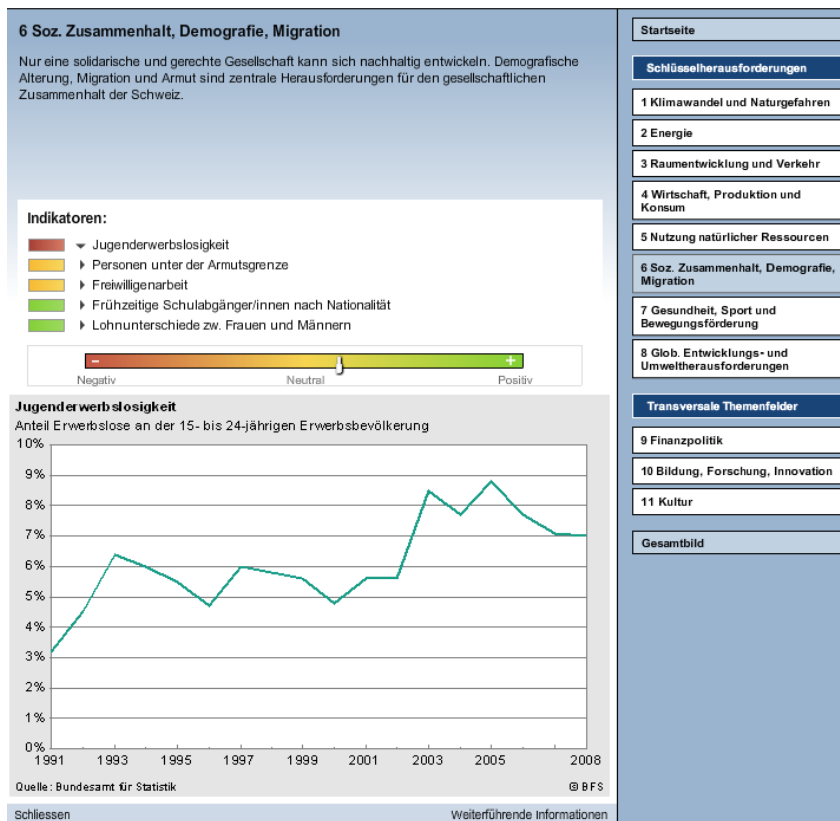 6 Soz. Zusammenhalt, Demografie, Migration
Nur eine solidarische und gerechte Gesellschaft kann sich nachhaltig entwickeln. Demografische
Alterung, Migration und Armut sind zentrale Herausforderungen für den gesellschaftlichen
Zusammenhalt der Schweiz.
Indikatoren:
Jugenderwerbslosigkeit
Personen unter der Armutsgrenze
Freiwilligenarbeit
Frühzeitige Schulabgänger/innen nach Nationalität
Lohnunterschiede zw. Frauen und Männern
− +
Negativ Neutral Positiv
Jugenderwerbslosigkeit
Anteil Erwerbslose an der 15- bis 24-jährigen Erwerbsbevölkerung
10%
9%
8%
7%
6%
5%
4%
3%
2%
1%
0%
1991 1993 1995 1997 1999 2001 2003 2005 2008
Quelle: Bundesamt für Statistik © BFS
Schliessen Weiterführende Informationen
Startseite
Schlüsselherausforderungen
1 Klimawandel und Naturgefahren
2 Energie
3 Raumentwicklung und Verkehr
4 Wirtschaft, Produktion und
Konsum
5 Nutzung natürlicher Ressourcen
6 Soz. Zusammenhalt, Demografie,
Migration
7 Gesundheit, Sport und
Bewegungsförderung
8 Glob. Entwicklungs- und
Umweltherausforderungen
Transversale Themenfelder
9 Finanzpolitik
10 Bildung, Forschung, Innovation
11 Kultur
Gesamtbild